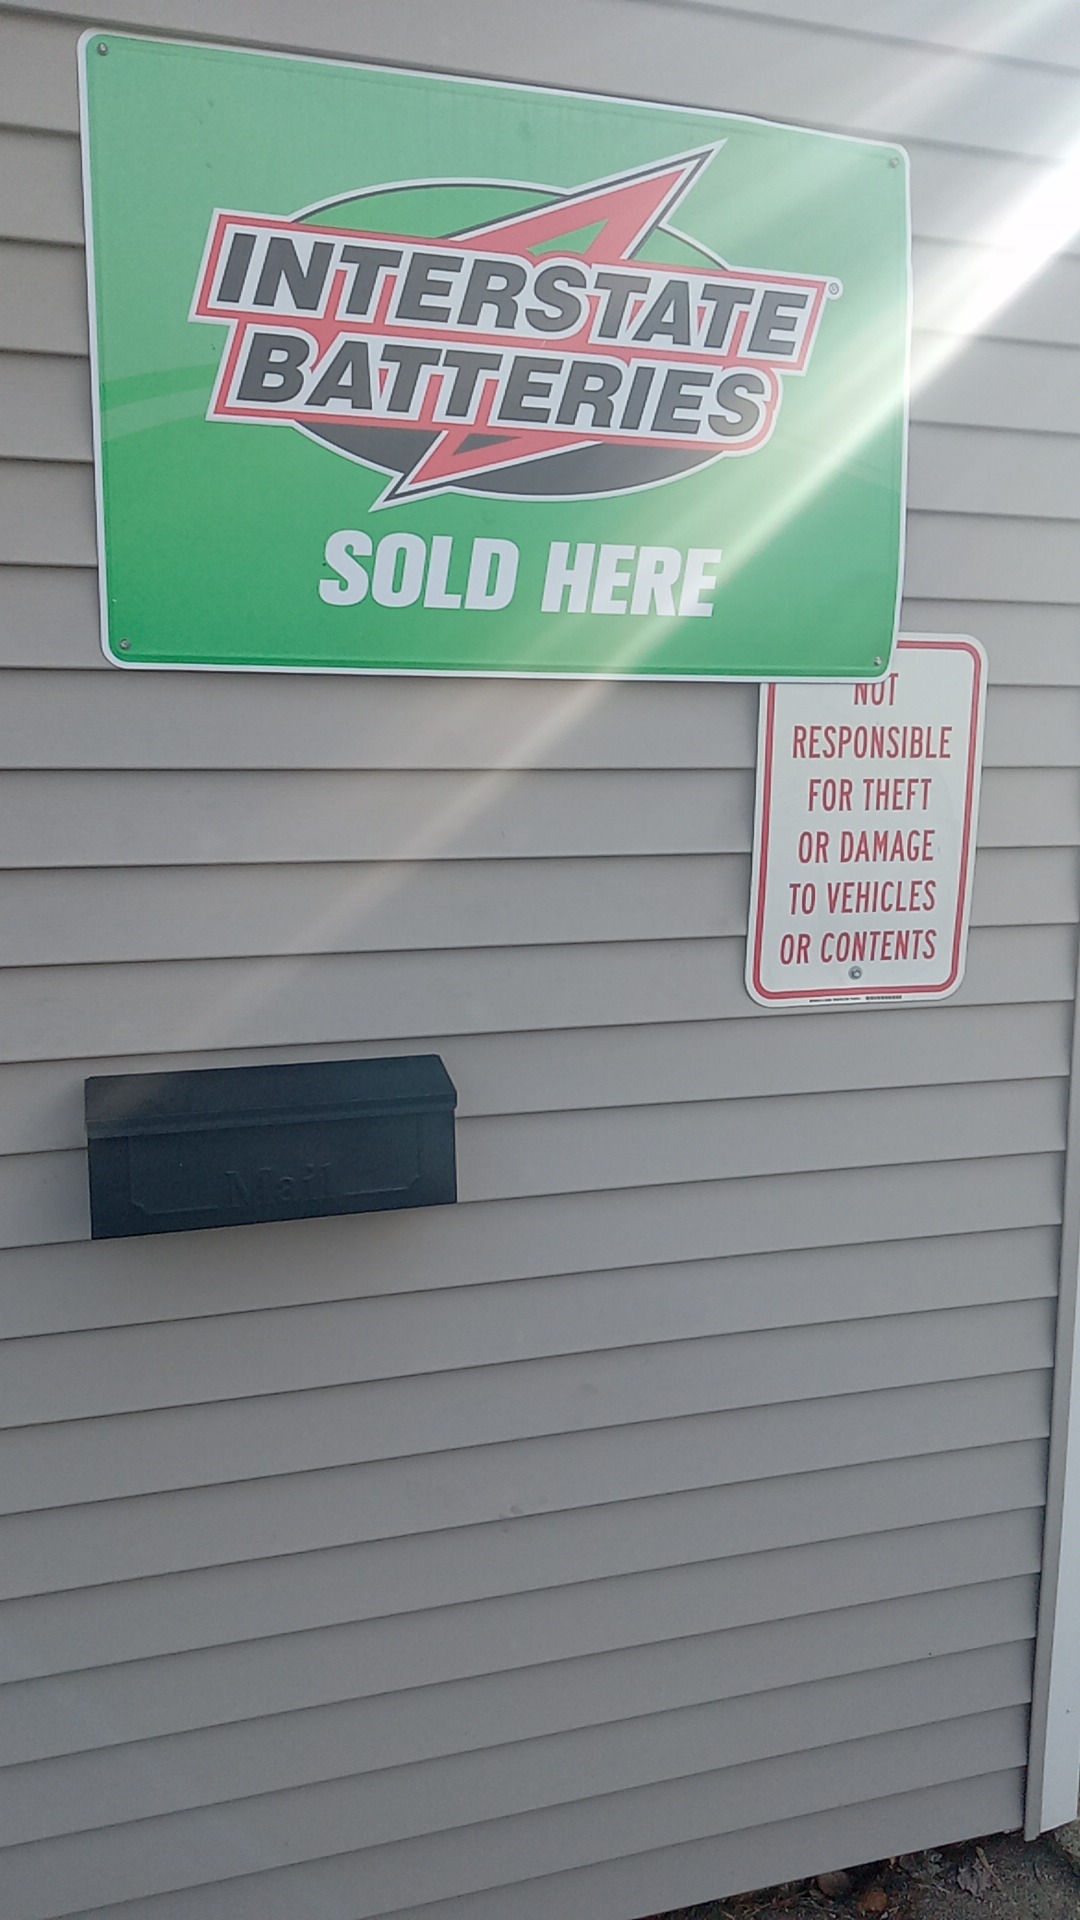 INTERSTATE
BATTERIES
SOLD HERE
NOT
RESPONSIBLE
FOR THEFT
OR DAMAGE
TO VEHICLES
OR CONTENTS
Mail